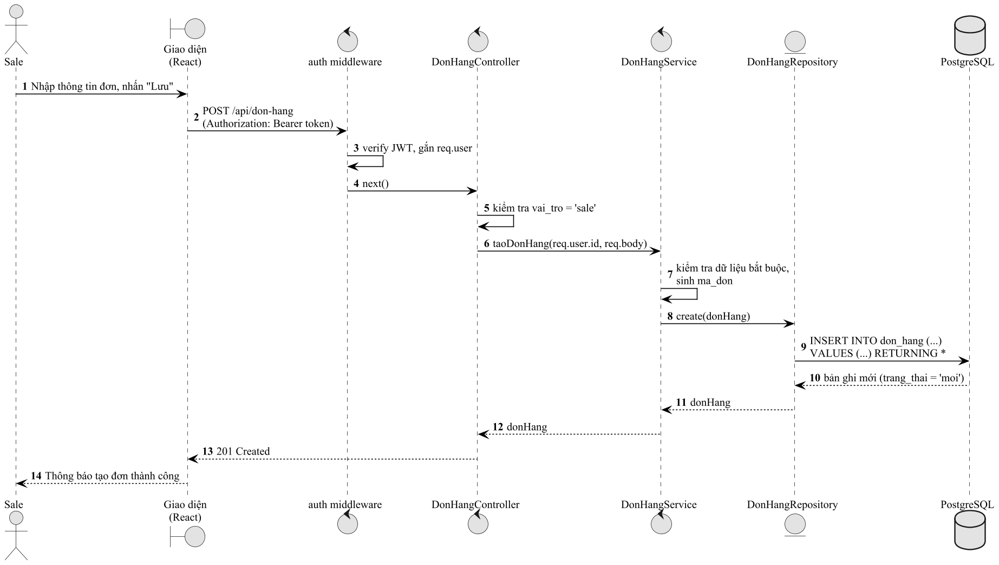 Sale
Giao diện
(React)
auth middleware
DonHangController
DonHangService
DonHangRepository
PostgreSQL
1 Nhập thông tin đơn, nhấn "Lưu"
2 POST /api/don-hang
(Authorization: Bearer token)
3 verify JWT, gắn req.user
4 next()
5 kiểm tra vai_tro = 'sale'
6 taoDonHang(req.user.id, req.body)
7 kiểm tra dữ liệu bắt buộc,
sinh ma_don
8 create(donHang)
9 INSERT INTO don_hang (...)
VALUES (...) RETURNING *
10 bản ghi mới (trang_thai = 'moi')
11 donHang
12 donHang
13 201 Created
14 Thông báo tạo đơn thành công
Sale
Giao diện
(React)
auth middleware
DonHangController
DonHangService
DonHangRepository
PostgreSQL